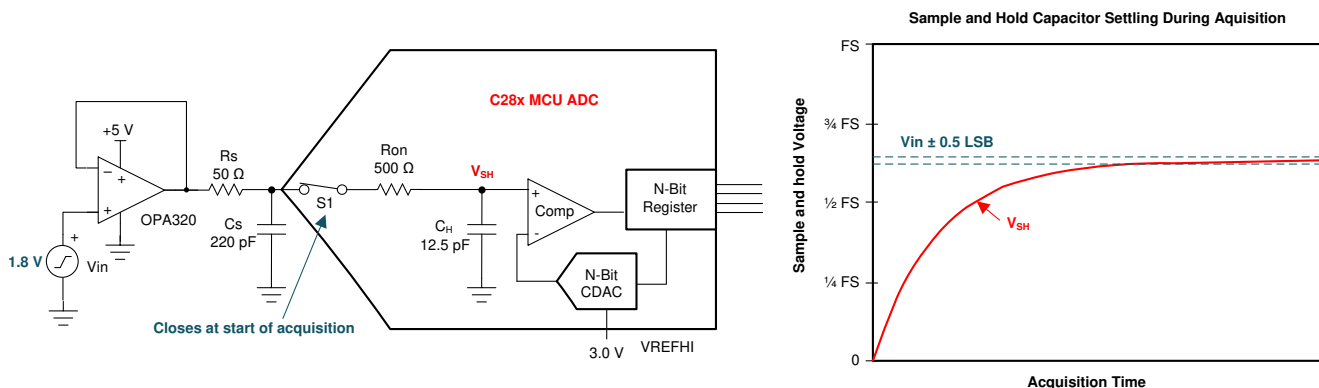 +5 V
−
+
+
OPA320
+
1.8 V
Vin
Rs
50 Ω
Cs
220 pF
S1
Closes at start of acquisition
C28x MCU ADC
Ron
500 Ω
VSH
CH
12.5 pF
+
Comp
-
N-Bit
Register
N-Bit
CDAC
3.0 V
VREFHI
Sample and Hold Capacitor Settling During Aquisition
Sample and hold Voltage
FS
¾ FS
½ FS
¼ FS
0
Vin ± 0.5 LSB
VSH
Acquisition Time